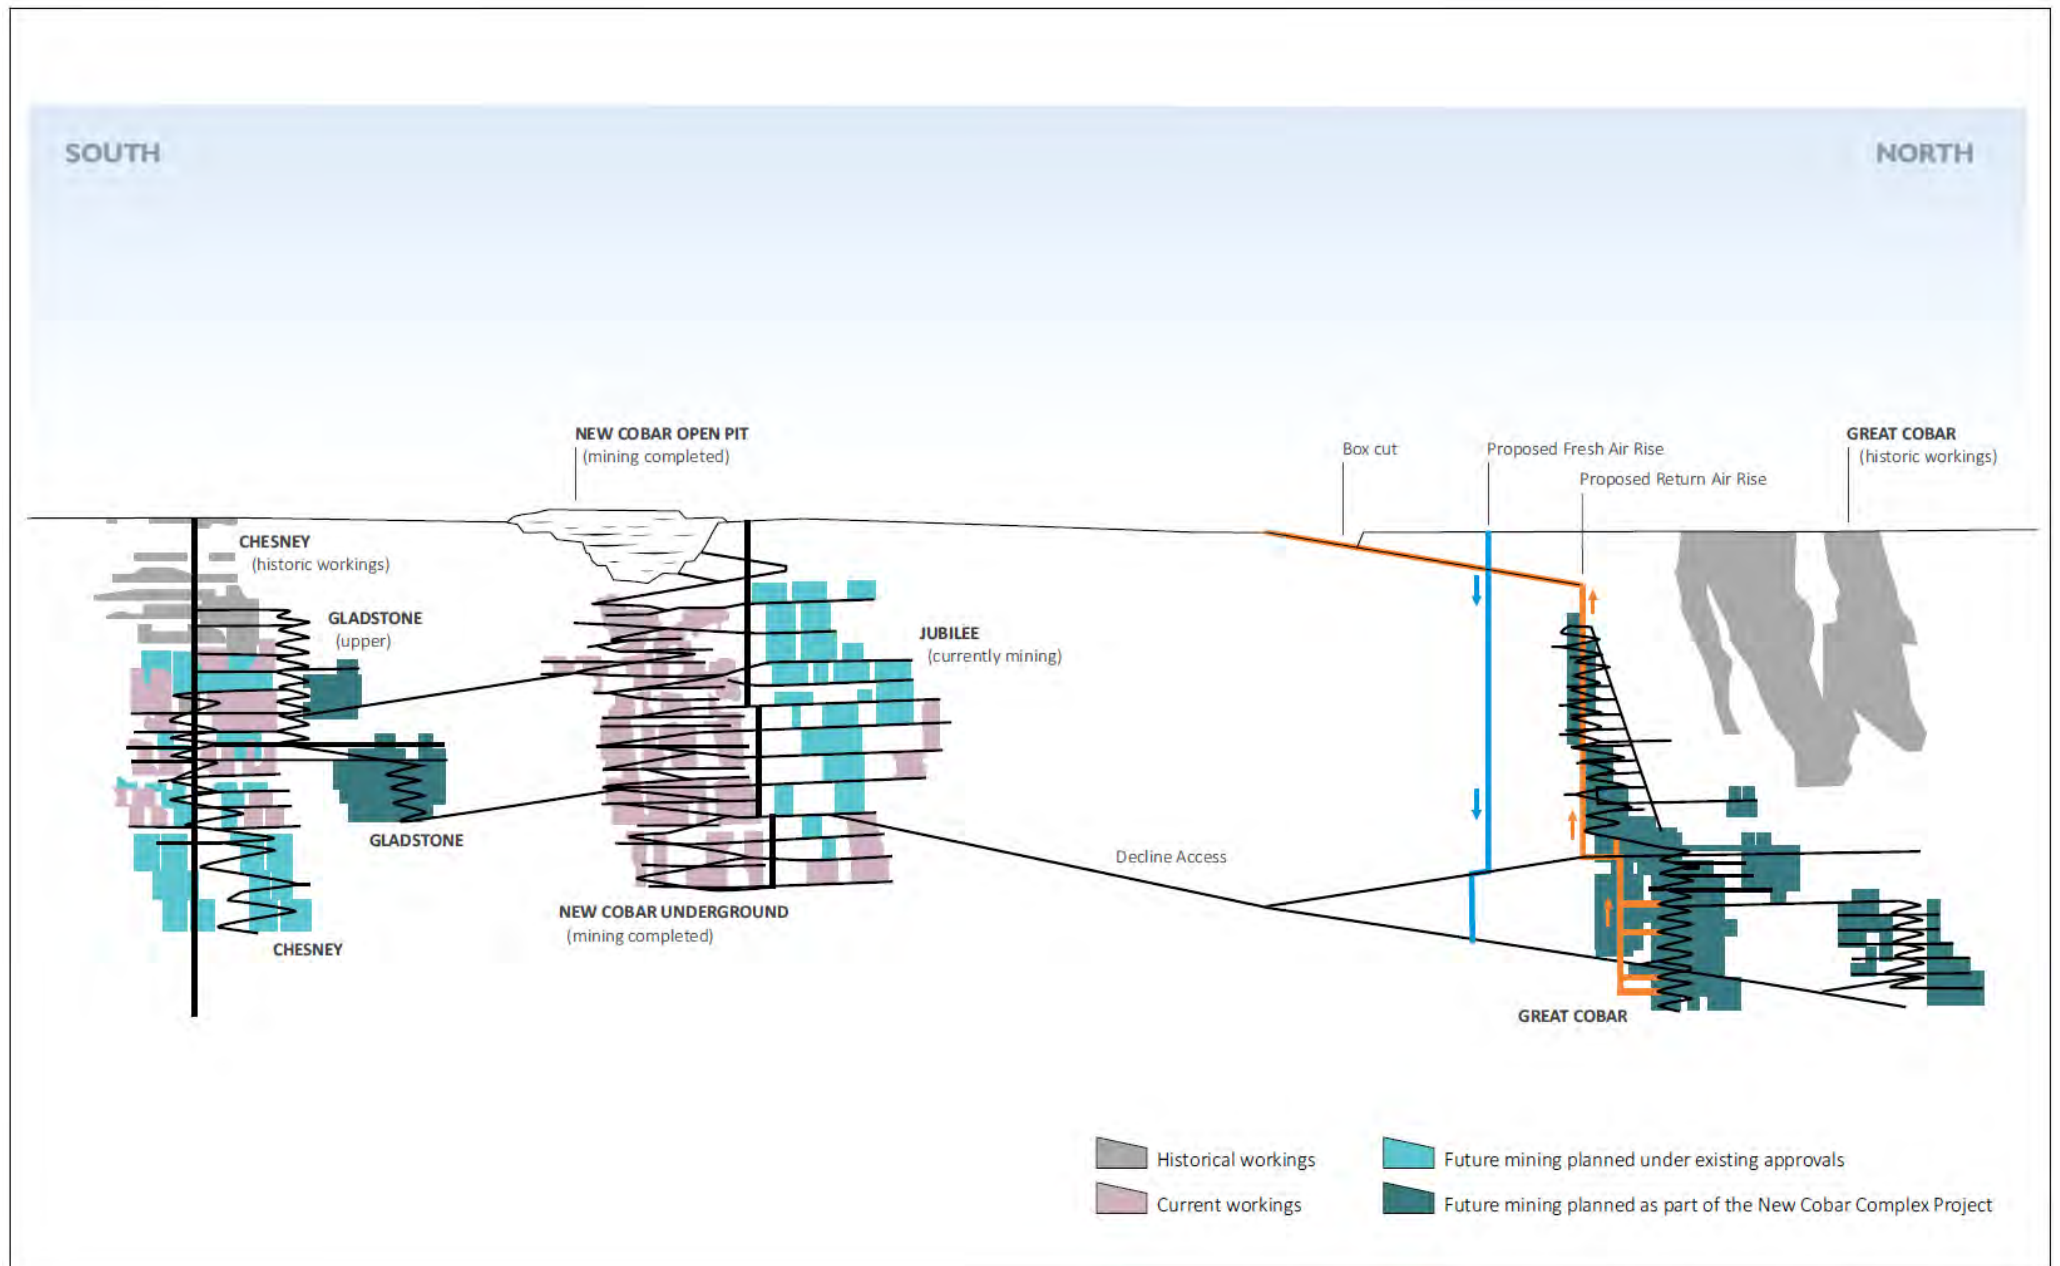 SOUTH
NORTH
NEW COBAR OPEN PIT
(mining completed)
Box cut
Proposed Fresh Air Rise
Proposed Return Air Rise
GREAT COBAR
(historic workings)
CHESNEY
(historic workings)
GLADSTONE
(upper)
JUBILEE
(currently mining)
GLADSTONE
Decline Access
NEW COBAR UNDERGROUND
(mining completed)
CHESNEY
GREAT COBAR
Historical workings
Current workings
Future mining planned under existing approvals
Future mining planned as part of the New Cobar Complex Project